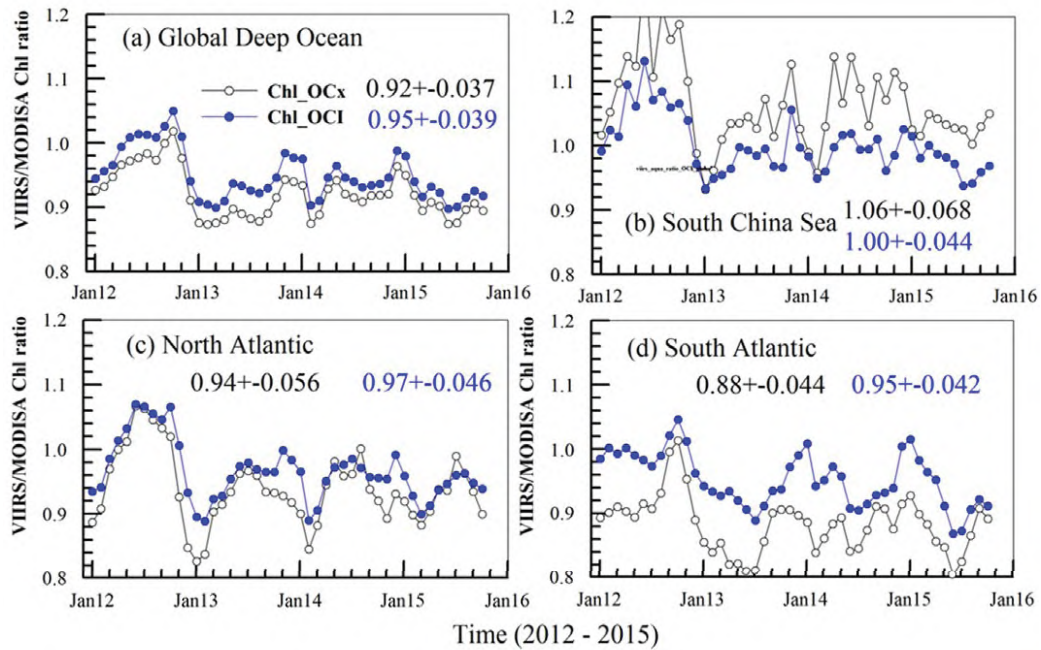 VIIRS/MODISA Chl ratio
1.2
1.1
1.0
0.9
0.8
(a) Global Deep Ocean
Chl_OCx 0.92+-0.037
Chl_OCI 0.95+-0.039
Jan12 Jan13 Jan14 Jan15 Jan16
1.2
1.1
1.0
0.9
0.8
(b) South China Sea
1.06+-0.068
1.00+-0.044
Jan12 Jan13 Jan14 Jan15 Jan16
VIIRS/MODISA Chl ratio
1.2
1.1
1.0
0.9
0.8
(c) North Atlantic
0.94+-0.056 0.97+-0.046
Jan12 Jan13 Jan14 Jan15 Jan16
VIIRS/MODISA Chl ratio
1.2
1.1
1.0
0.9
0.8
(d) South Atlantic
0.88+-0.044 0.95+-0.042
Jan12 Jan13 Jan14 Jan15 Jan16
Time (2012 - 2015)